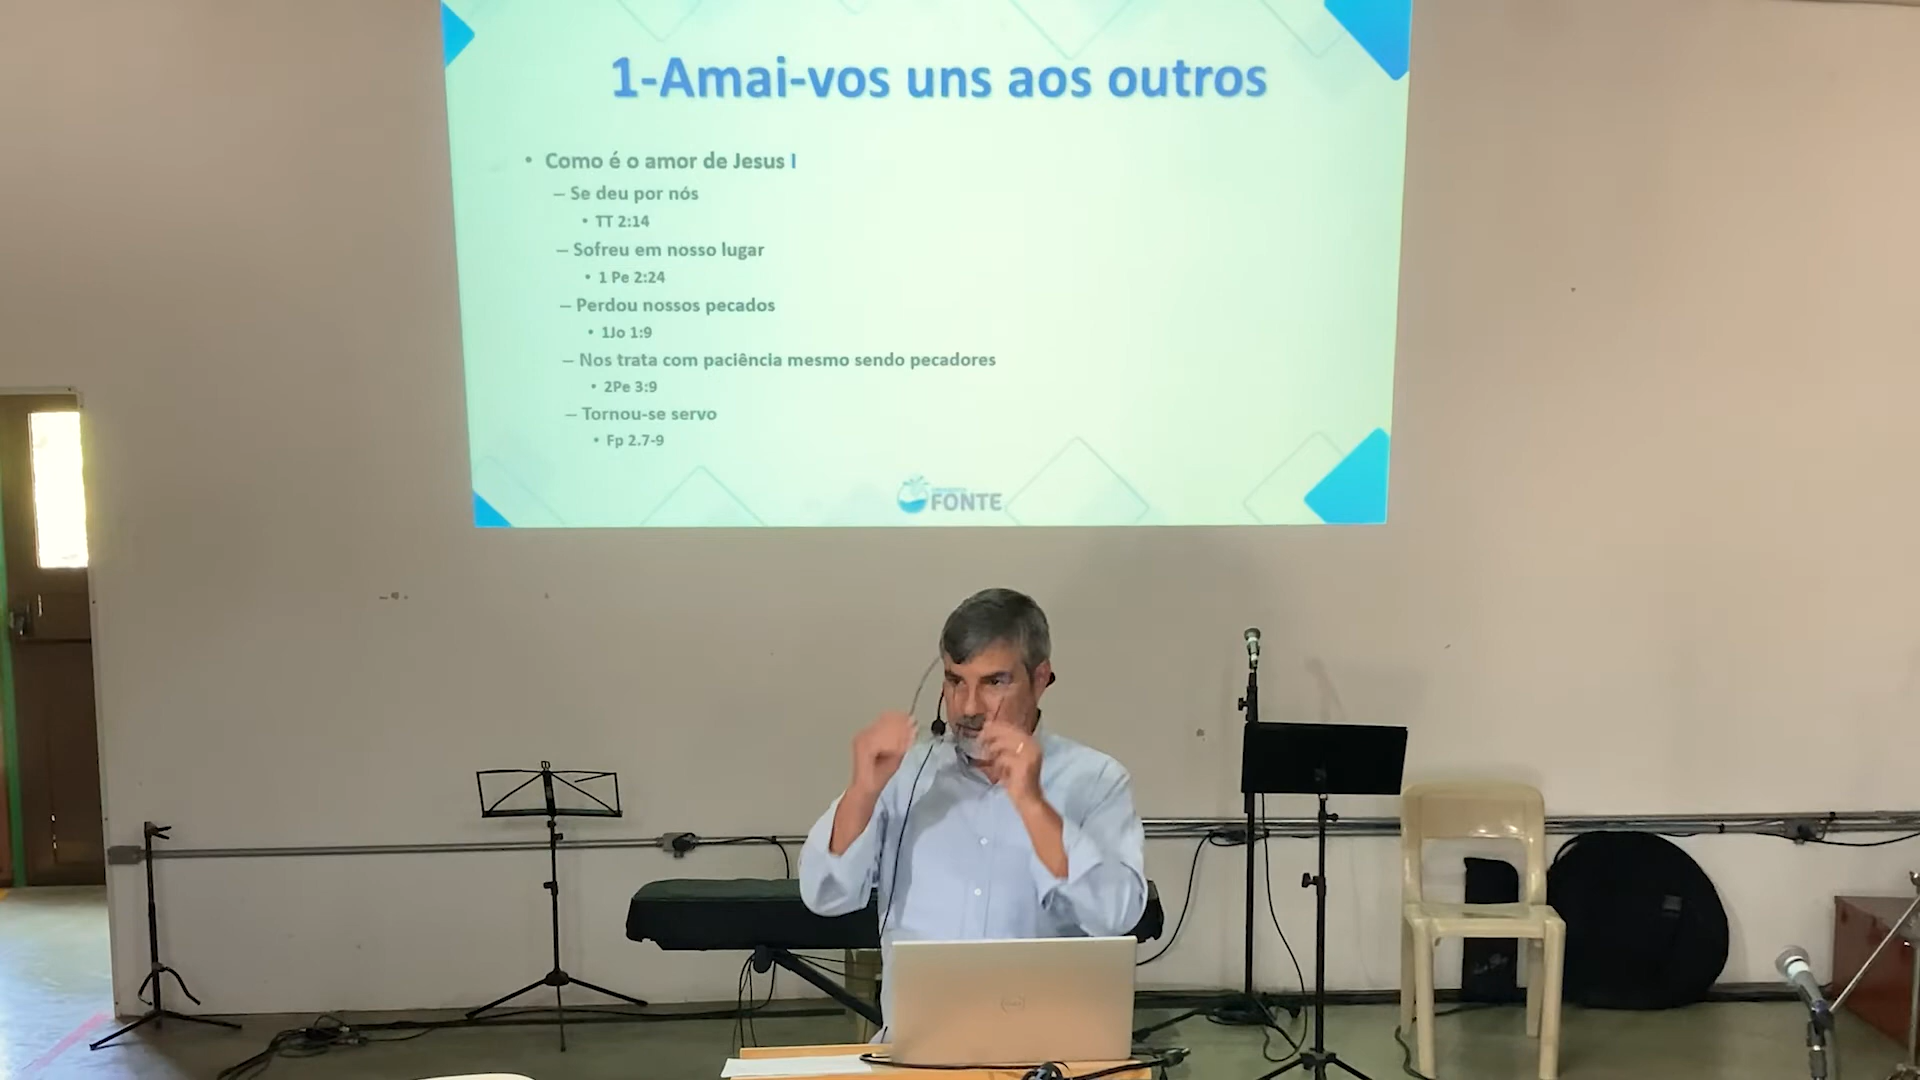 1-Amai-vos uns aos outros
• Como é o amor de Jesus I
– Se deu por nós
• TT 2:14
– Sofreu em nosso lugar
• 1 Pe 2:24
– Perdou nossos pecados
• 1Jo 1:9
– Nos trata com paciência mesmo sendo pecadores
• 2Pe 3:9
– Tornou-se servo
• Fp 2.7-9
FONTE